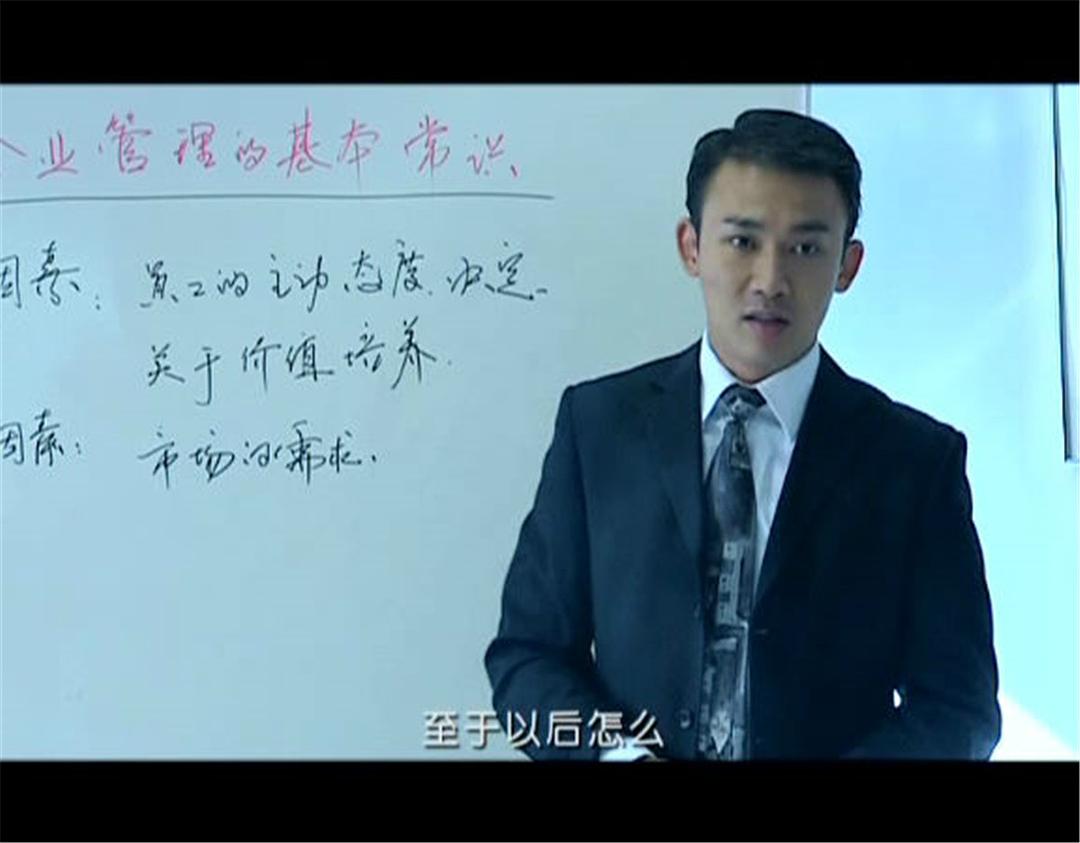 企业管理的基本常识
因素：员工的主动态度.决定.
关于价值培养.
因素：市场的需求.
至于以后怎么